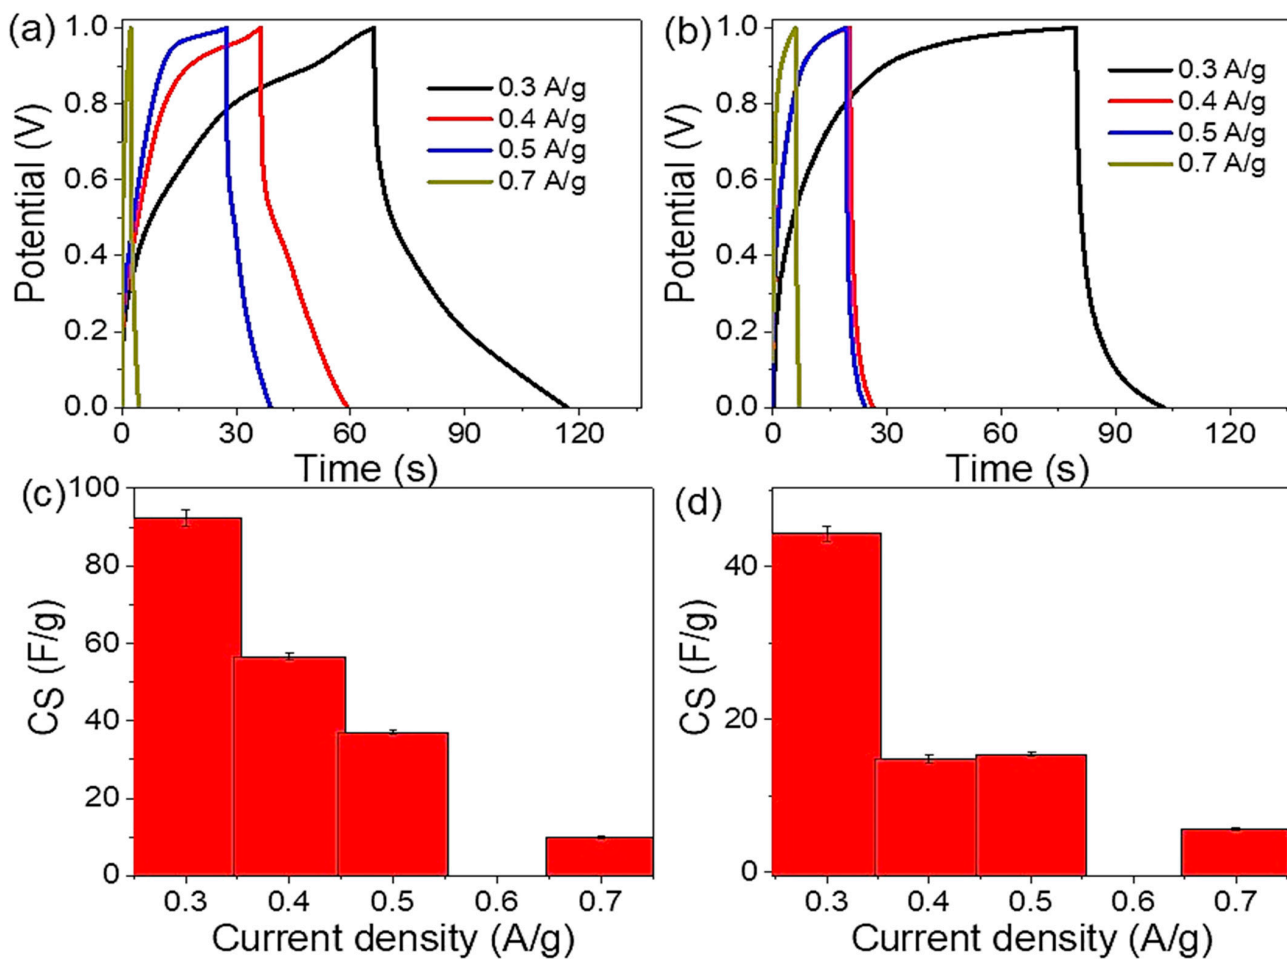 (a)
1.0
0.8
0.6
0.4
0.2
0.0
Potential (V)
0.3 A/g
0.4 A/g
0.5 A/g
0.7 A/g
0 30 60 90 120
Time (s)
(b)
1.0
0.8
0.6
0.4
0.2
0.0
Potential (V)
0.3 A/g
0.4 A/g
0.5 A/g
0.7 A/g
0 30 60 90 120
Time (s)
(c)
100
80
60
40
20
0
CS (F/g)
0.3 0.4 0.5 0.6 0.7
Current density (A/g)
(d)
40
20
0
CS (F/g)
0.3 0.4 0.5 0.6 0.7
Current density (A/g)